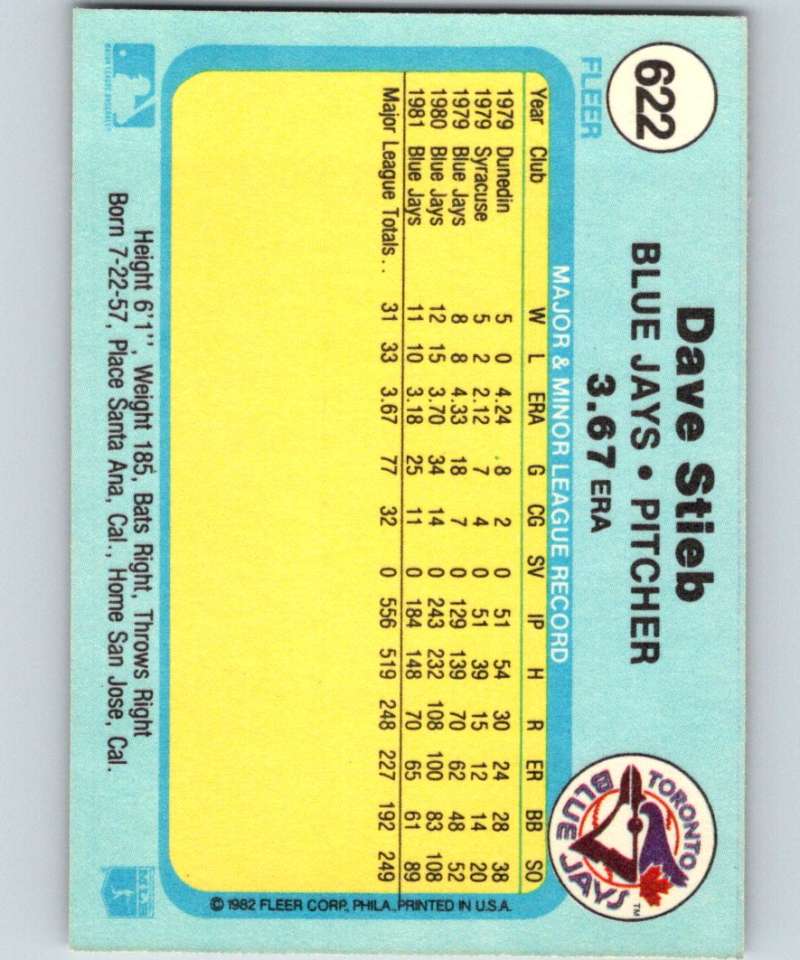 622
FLEER
Dave Stieb
BLUE JAYS • PITCHER
3.67 ERA
TORONTO
BLUE JAYS
TM
MAJOR & MINOR LEAGUE RECORD
Year Club W L ERA G CG SV IP H R ER BB SO
1979 Dunedin 5 0 4.24 8 2 0 51 54 30 24 28 38
1979 Syracuse 5 2 2.12 7 4 0 51 39 15 12 14 20
1979 Blue Jays 8 8 4.33 18 7 0 129 139 70 62 48 52
1980 Blue Jays 12 15 3.70 34 14 0 243 232 108 100 83 108
1981 Blue Jays 11 10 3.18 25 11 0 184 148 70 65 61 89
Major League Totals.. 31 33 3.67 77 32 0 556 519 248 227 192 249
© 1982 FLEER CORP., PHILA., PRINTED IN U.S.A.
MAJOR LEAGUE BASEBALL
Height 6'1", Weight 185, Bats Right, Throws Right
Born 7-22-57, Place Santa Ana, Cal., Home San Jose, Cal.